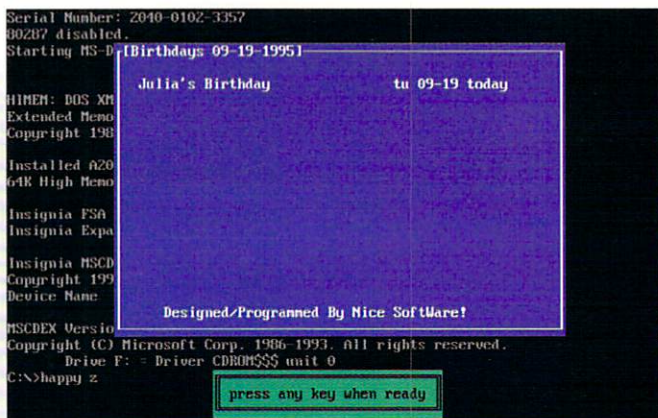 Serial Number: 2040-0102-3357
80287 disabled.
Starting MS-D
[Birthdays 09-19-1995]
Julia's Birthday tu 09-19 today
HIMEM: DOS XM
Extended Memo
Copyright 198
Installed A20
64K High Memo
Insignia FSA
Insignia Expa
Insignia MSCD
Copyright 199
Device Name
Designed/Programmed By Nice SoftWare!
MSCDEX Versio
Copyright (C) Microsoft Corp. 1986-1993. All rights reserved.
Drive F: = Driver CDROM$$$ unit 0
C:\>happy z
press any key when ready